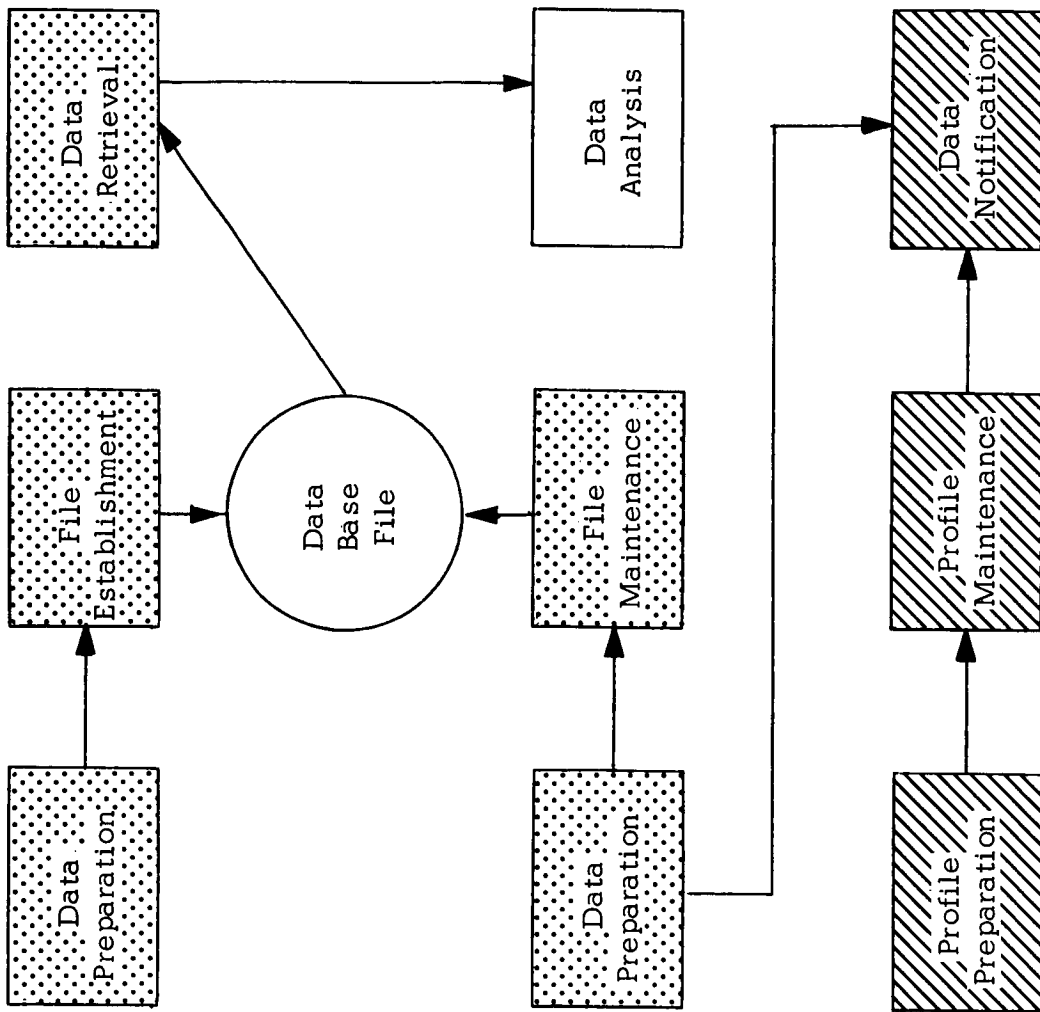 Data
Preparation
File
Establishment
Data
Retrieval
Data
Base
File
Data
Preparation
File
Maintenance
Data
Analysis
Profile
Preparation
Profile
Maintenance
Data
Notification